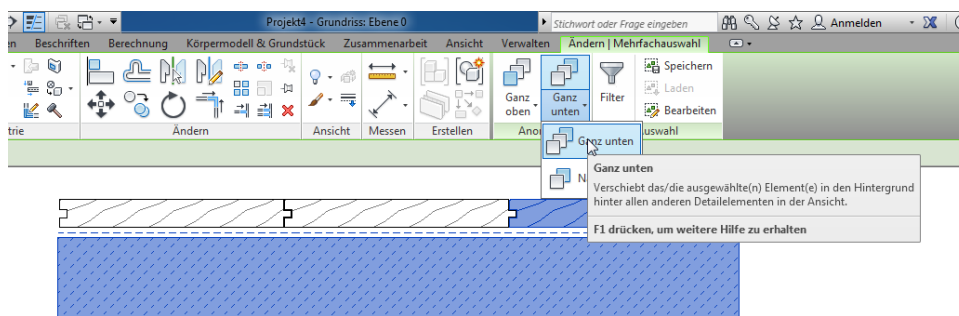 Projekt4 - Grundriss: Ebene 0
Stichwort oder Frage eingeben
Anmelden
en Beschriften Berechnung Körpermodell & Grundstück Zusammenarbeit Ansicht Verwalten Ändern | Mehrfachauswahl
Speichern
Laden
Bearbeiten
Ganz oben
Ganz unten
Filter
trie Ändern Ansicht Messen Erstellen Anor uswahl
Ganz unten
N
Ganz unten
Verschiebt das/die ausgewählte(n) Element(e) in den Hintergrund
hinter allen anderen Detailelementen in der Ansicht.
F1 drücken, um weitere Hilfe zu erhalten